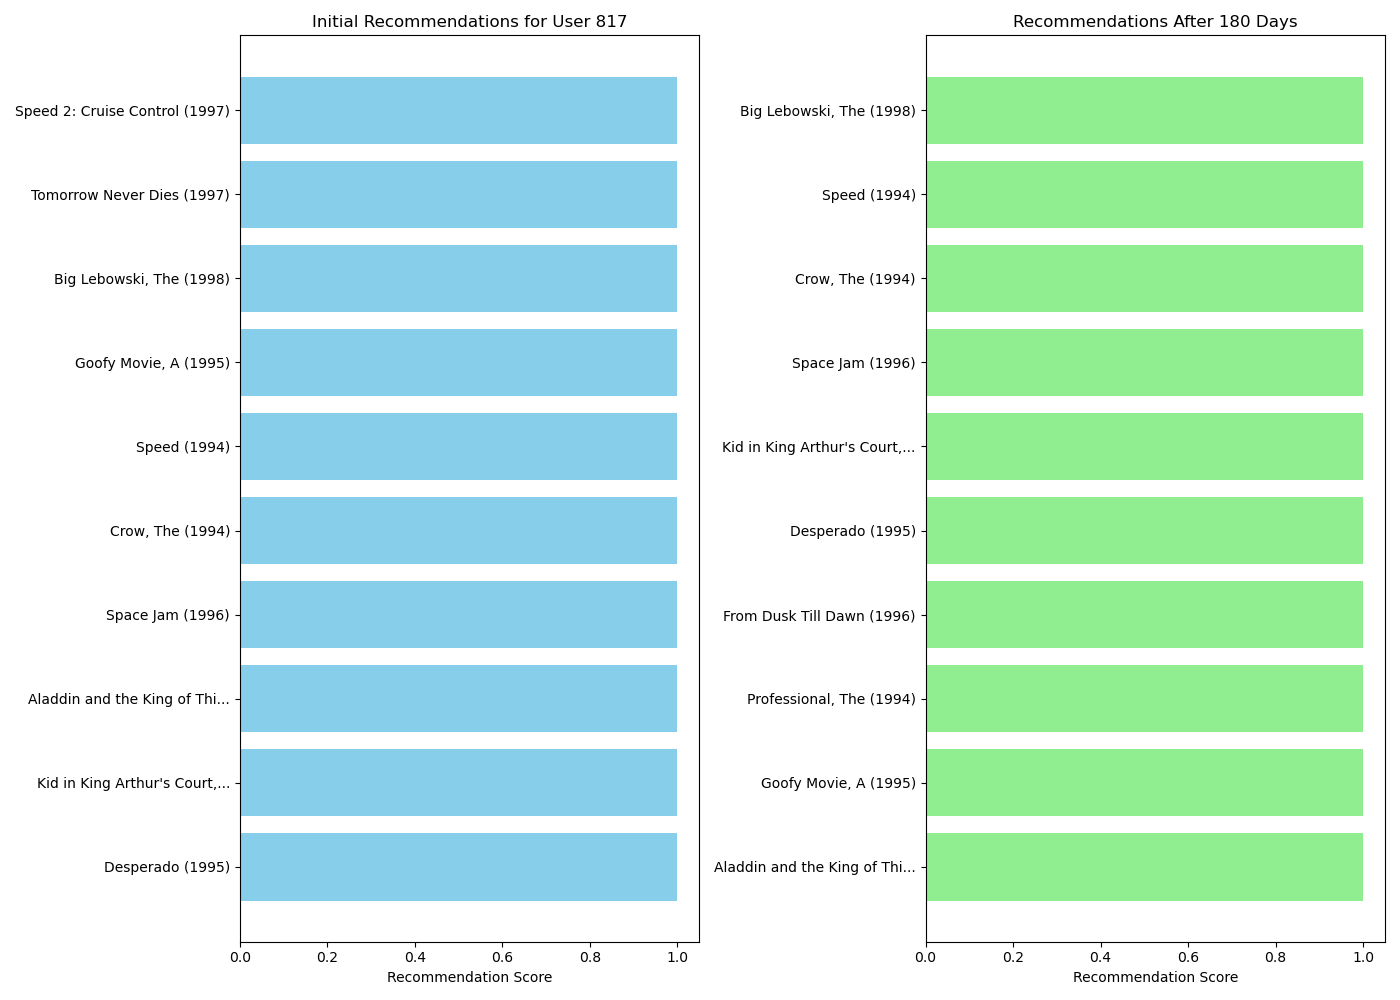 Initial Recommendations for User 817
Speed 2: Cruise Control (1997)
Tomorrow Never Dies (1997)
Big Lebowski, The (1998)
Goofy Movie, A (1995)
Speed (1994)
Crow, The (1994)
Space Jam (1996)
Aladdin and the King of Thi...
Kid in King Arthur's Court,...
Desperado (1995)
0.0 0.2 0.4 0.6 0.8 1.0
Recommendation Score
Recommendations After 180 Days
Big Lebowski, The (1998)
Speed (1994)
Crow, The (1994)
Space Jam (1996)
Kid in King Arthur's Court,...
Desperado (1995)
From Dusk Till Dawn (1996)
Professional, The (1994)
Goofy Movie, A (1995)
Aladdin and the King of Thi...
0.0 0.2 0.4 0.6 0.8 1.0
Recommendation Score